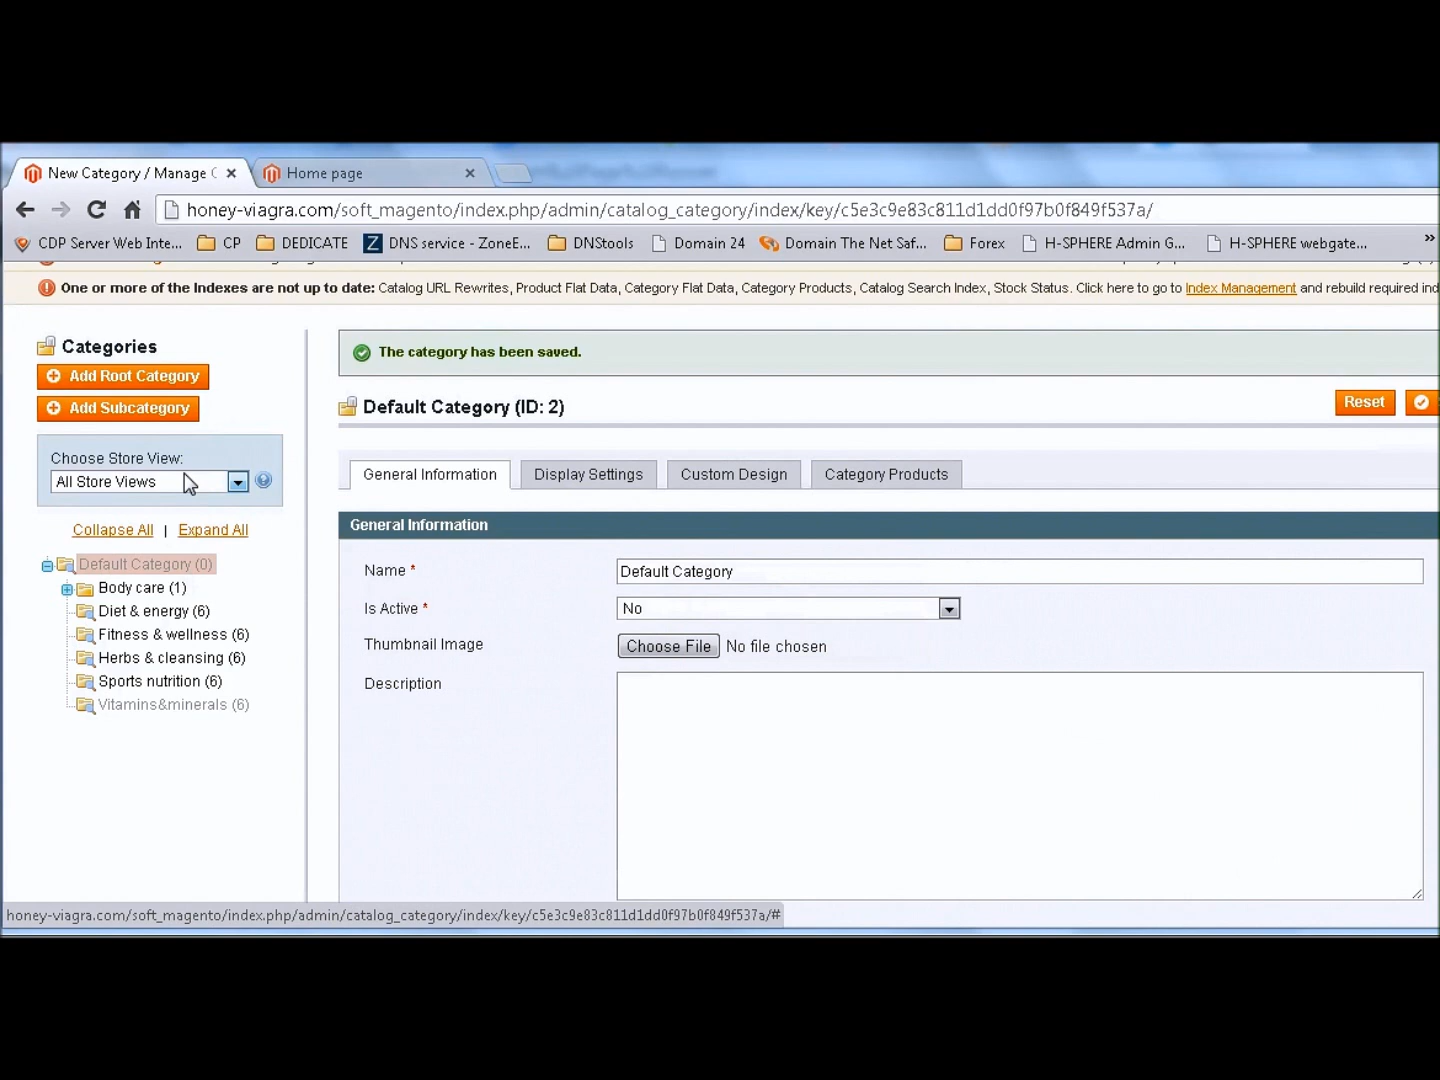 New Category / Manage C
Home page
honey-viagra.com/soft_magento/index.php/admin/catalog_category/index/key/c5e3c9e83c811d1dd0f97b0f849f537a/
CDP Server Web Inte... CP DEDICATE Z DNS service - ZoneE... DNStools Domain 24 Domain The Net Saf... Forex H-SPHERE Admin G... H-SPHERE webgate... »
One or more of the Indexes are not up to date: Catalog URL Rewrites, Product Flat Data, Category Flat Data, Category Products, Catalog Search Index, Stock Status. Click here to go to Index Management and rebuild required ind
Categories
Add Root Category
Add Subcategory
Choose Store View:
All Store Views
Collapse All | Expand All
Default Category (0)
Body care (1)
Diet & energy (6)
Fitness & wellness (6)
Herbs & cleansing (6)
Sports nutrition (6)
Vitamins&minerals (6)
The category has been saved.
Default Category (ID: 2)
Reset
General Information Display Settings Custom Design Category Products
General Information
Name *
Default Category
Is Active *
No
Thumbnail Image
Choose File No file chosen
Description
honey-viagra.com/soft_magento/index.php/admin/catalog_category/index/key/c5e3c9e83c811d1dd0f97b0f849f537a/#